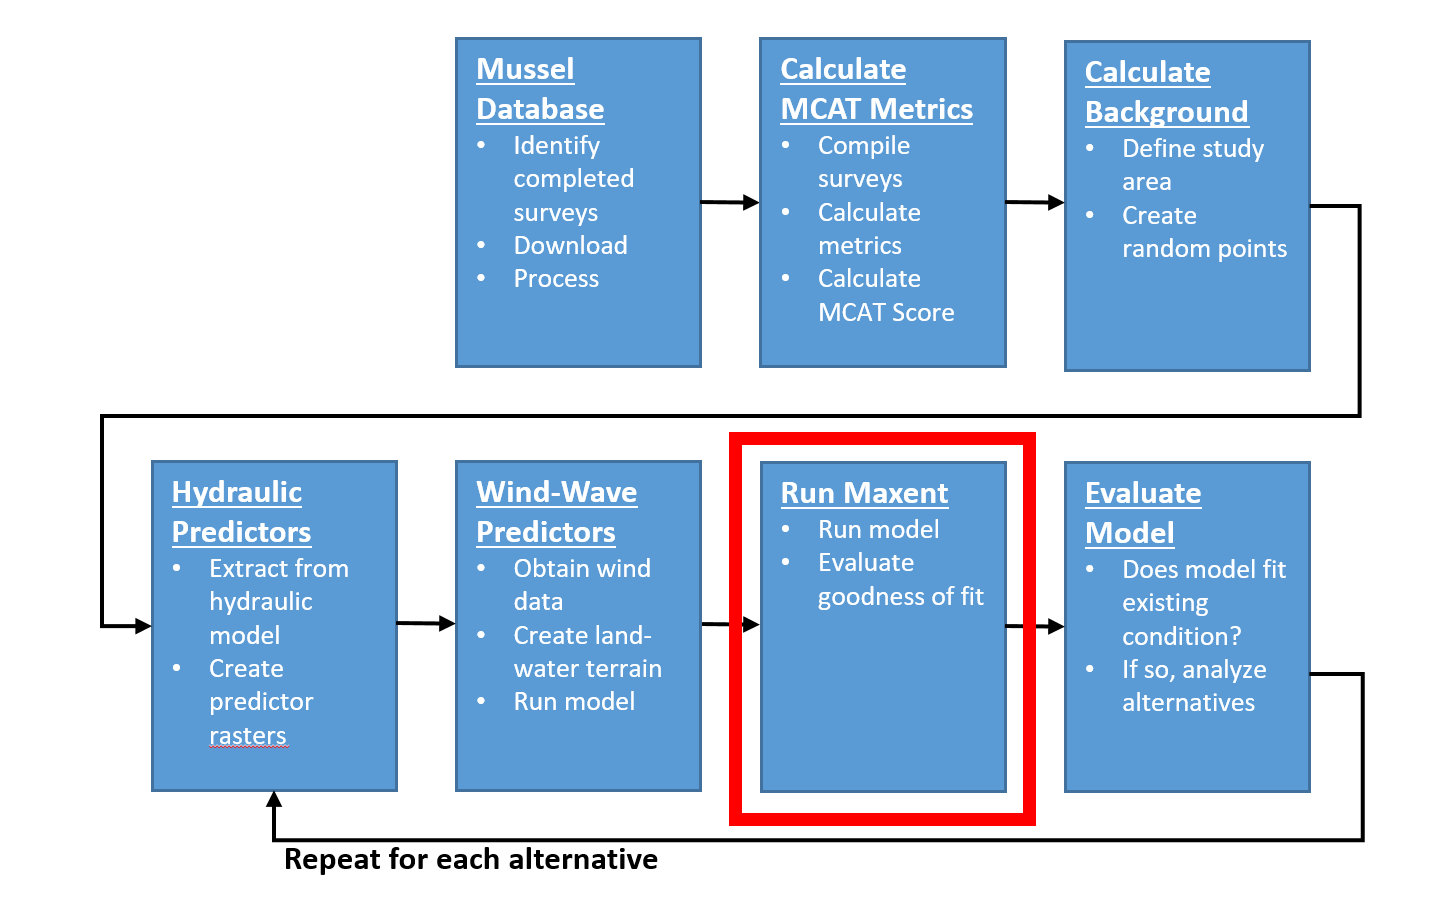 Mussel
Database
• Identify
completed
surveys
• Download
• Process
Calculate
MCAT Metrics
• Compile
surveys
• Calculate
metrics
• Calculate
MCAT Score
Calculate
Background
• Define study
area
• Create
random points
Hydraulic
Predictors
• Extract from
hydraulic
model
• Create
predictor
rasters
Wind-Wave
Predictors
• Obtain wind
data
• Create land-
water terrain
• Run model
Run Maxent
• Run model
• Evaluate
goodness of fit
Evaluate
Model
• Does model fit
existing
condition?
• If so, analyze
alternatives
Repeat for each alternative